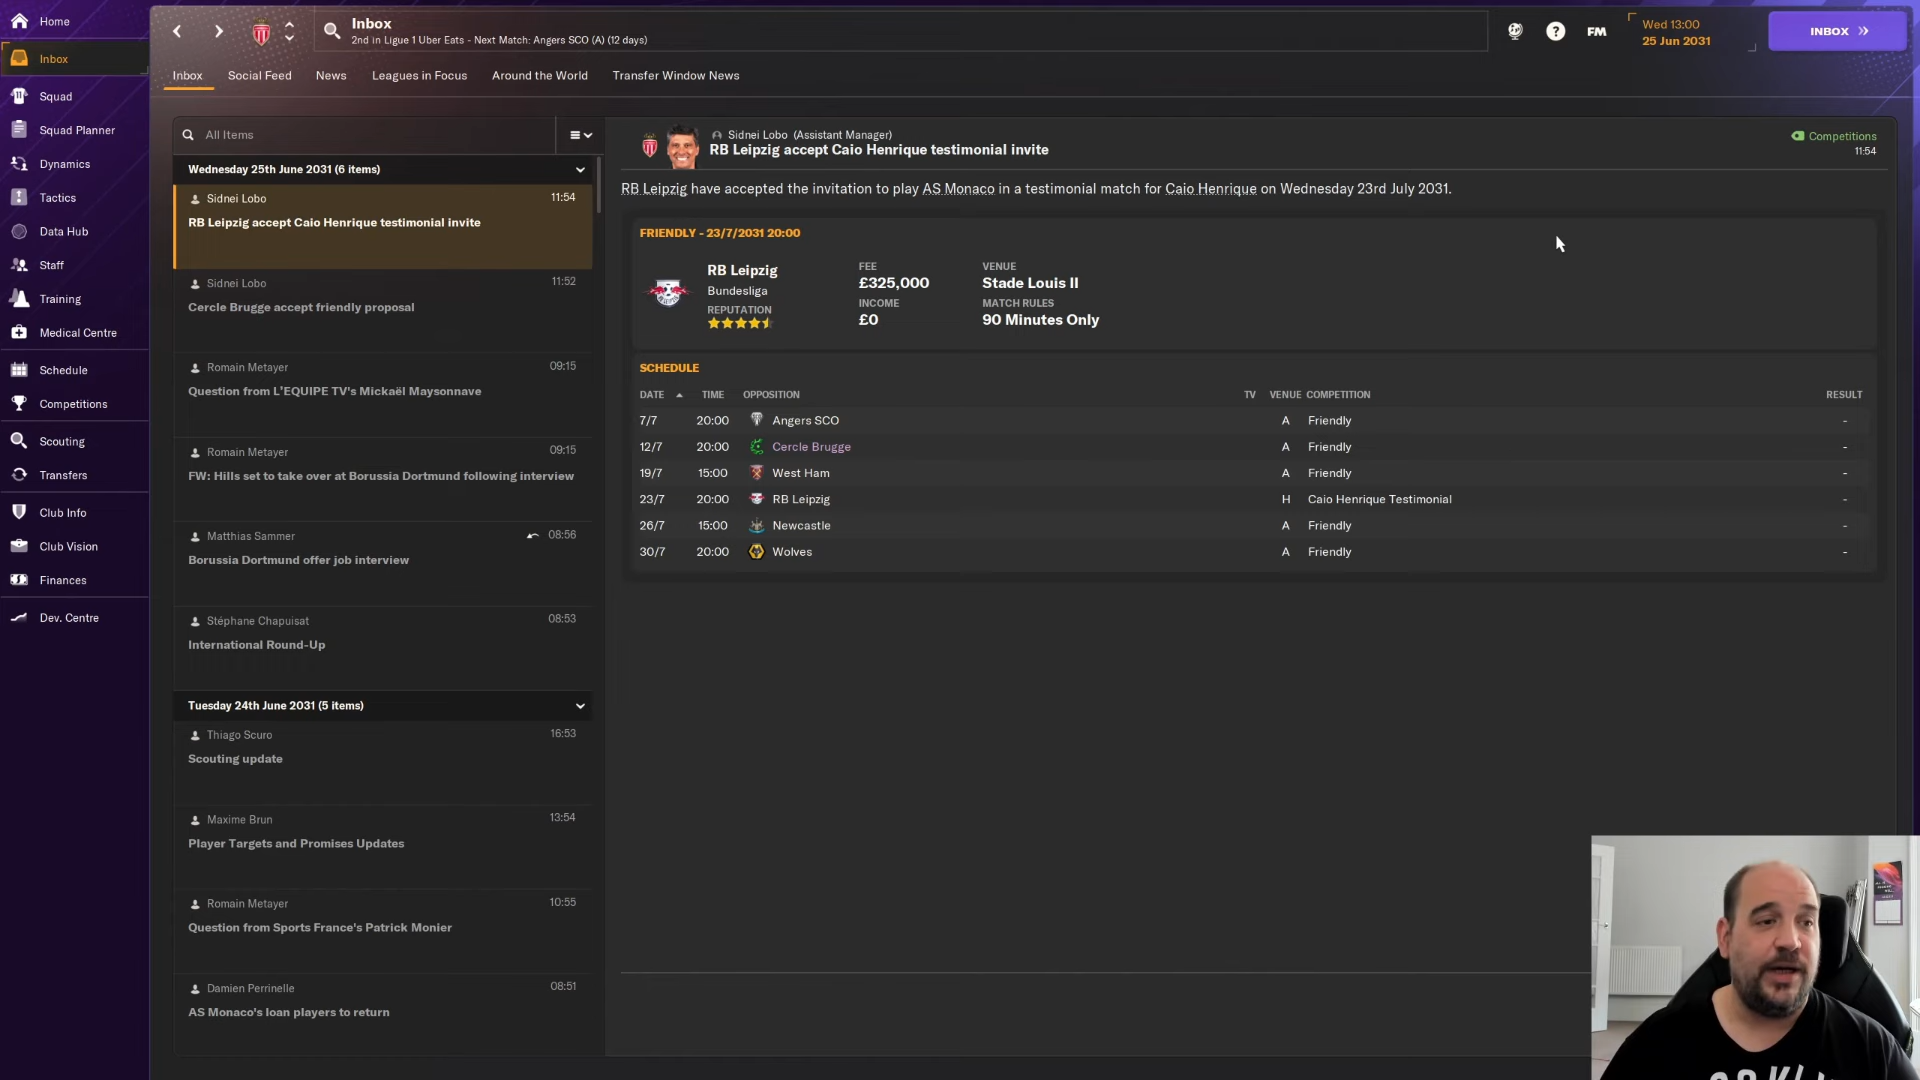 Home
Inbox
Squad
Squad Planner
Dynamics
Tactics
Data Hub
Staff
Training
Medical Centre
Schedule
Competitions
Scouting
Transfers
Club Info
Club Vision
Finances
Dev. Centre
Inbox
2nd in Ligue 1 Uber Eats - Next Match: Angers SCO (A) (12 days)
FM
Wed 13:00
25 Jun 2031
INBOX
Inbox Social Feed News Leagues in Focus Around the World Transfer Window News
All Items
Wednesday 25th June 2031 (6 items)
Sidnei Lobo 11:54
RB Leipzig accept Caio Henrique testimonial invite
Sidnei Lobo 11:52
Cercle Brugge accept friendly proposal
Romain Metayer 09:15
Question from L'EQUIPE TV's Mickaël Maysonnave
Romain Metayer 09:15
FW: Hills set to take over at Borussia Dortmund following interview
Matthias Sammer 08:56
Borussia Dortmund offer job interview
Stéphane Chapuisat 08:53
International Round-Up
Tuesday 24th June 2031 (5 items)
Thiago Scuro 16:53
Scouting update
Maxime Brun 13:54
Player Targets and Promises Updates
Romain Metayer 10:55
Question from Sports France's Patrick Monier
Damien Perrinelle 08:51
AS Monaco's loan players to return
Sidnei Lobo (Assistant Manager)
RB Leipzig accept Caio Henrique testimonial invite
Competitions
11:54
RB Leipzig have accepted the invitation to play AS Monaco in a testimonial match for Caio Henrique on Wednesday 23rd July 2031.
FRIENDLY - 23/7/2031 20:00
RB Leipzig
Bundesliga
REPUTATION
FEE
£325,000
INCOME
£0
VENUE
Stade Louis II
MATCH RULES
90 Minutes Only
SCHEDULE
DATE TIME OPPOSITION TV VENUE COMPETITION RESULT
7/7 20:00 Angers SCO A Friendly -
12/7 20:00 Cercle Brugge A Friendly -
19/7 15:00 West Ham A Friendly -
23/7 20:00 RB Leipzig H Caio Henrique Testimonial -
26/7 15:00 Newcastle A Friendly -
30/7 20:00 Wolves A Friendly -